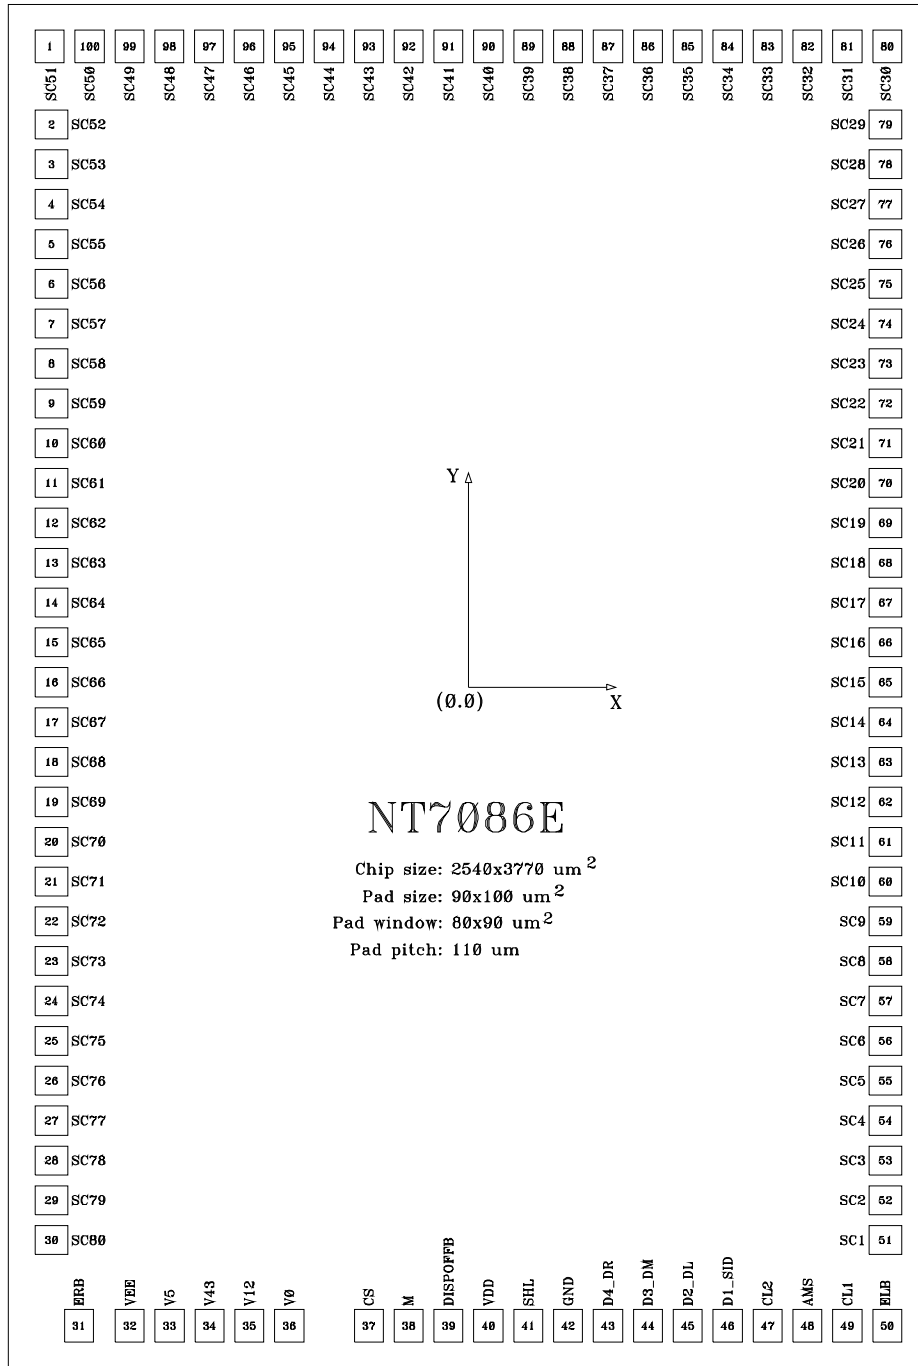 1 100 99 98 97 96 95 94 93 92 91 90 89 88 87 86 85 84 83 82 81 80
SC51 SC50 SC49 SC48 SC47 SC46 SC45 SC44 SC43 SC42 SC41 SC40 SC39 SC38 SC37 SC36 SC35 SC34 SC33 SC32 SC31 SC30
2 SC52 SC29 79
3 SC53 SC28 78
4 SC54 SC27 77
5 SC55 SC26 76
6 SC56 SC25 75
7 SC57 SC24 74
8 SC58 SC23 73
9 SC59 SC22 72
10 SC60 SC21 71
Y
11 SC61 SC20 70
12 SC62 SC19 69
13 SC63 SC18 68
14 SC64 SC17 67
15 SC65 SC16 66
16 SC66 SC15 65
(0.0) X
17 SC67 SC14 64
18 SC68 SC13 63
19 SC69 SC12 62
NT7086E
20 SC70 SC11 61
Chip size: 2540x3770 um²
21 SC71 SC10 60
Pad size: 90x100 um²
22 SC72 SC9 59
Pad window: 80x90 um²
Pad pitch: 110 um
23 SC73 SC8 58
24 SC74 SC7 57
25 SC75 SC6 56
26 SC76 SC5 55
27 SC77 SC4 54
28 SC78 SC3 53
29 SC79 SC2 52
30 SC80 SC1 51
ERB VEE V5 V43 V12 V0 CS M DISPOFFB VDD SHL GND D4_DR D3_DM D2_DL D1_SID CL2 AMS CL1 ELB
31 32 33 34 35 36 37 38 39 40 41 42 43 44 45 46 47 48 49 50